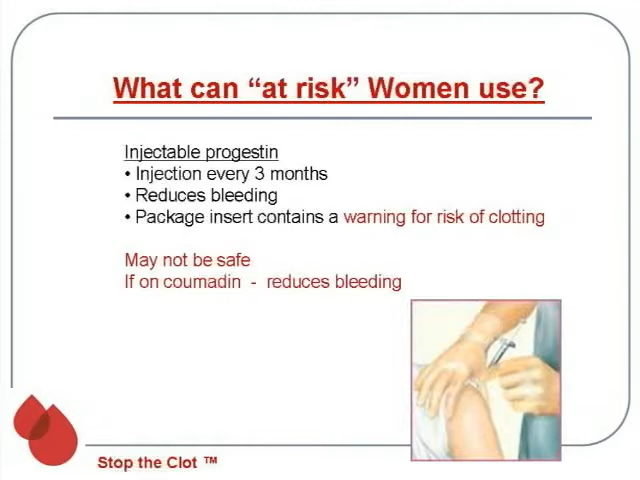 What can “at risk” Women use?
Injectable progestin
• Injection every 3 months
• Reduces bleeding
• Package insert contains a warning for risk of clotting
May not be safe
If on coumadin - reduces bleeding
Stop the Clot ™